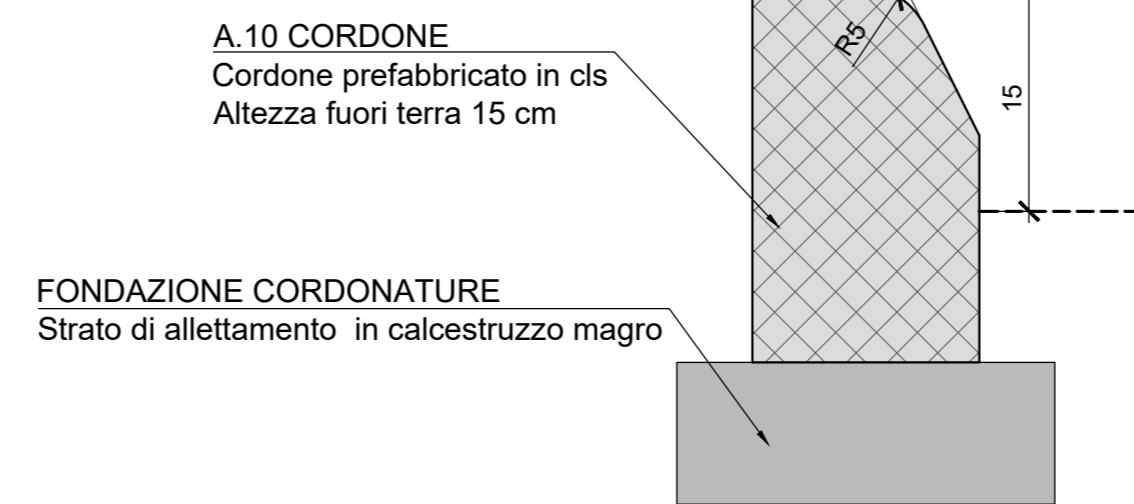 A.10 CORDONE
Cordone prefabbricato in cls
Altezza fuori terra 15 cm
R5
15
FONDAZIONE CORDONATURE
Strato di allettamento  in calcestruzzo magro